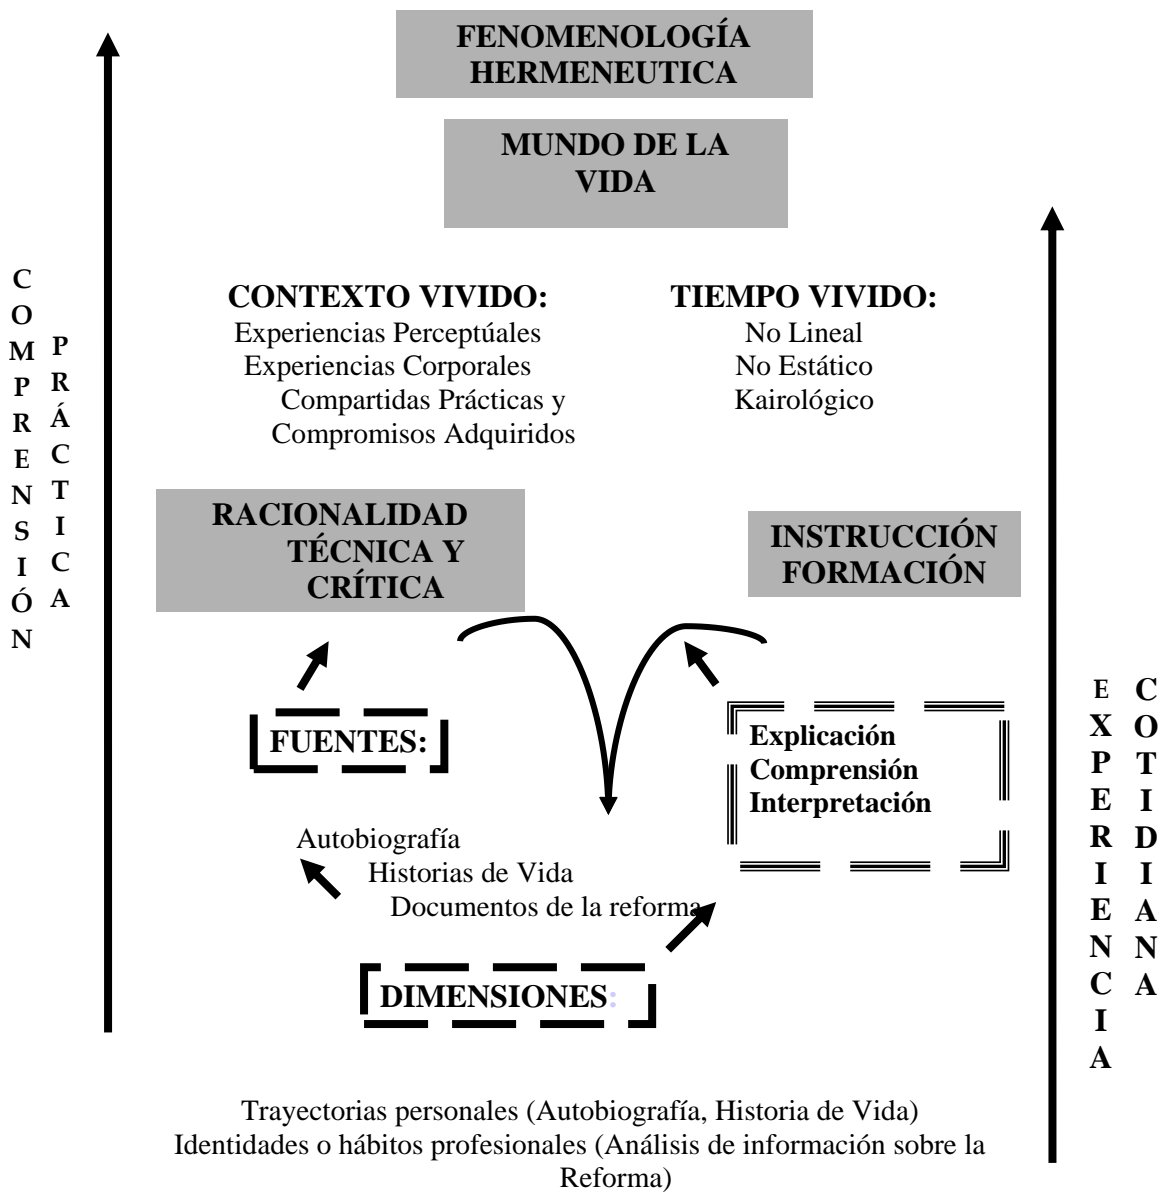 FENOMENOLOGÍA
HERMENEUTICA
MUNDO DE LA
VIDA
COMPRENSIÓN
PRÁCTICA
CONTEXTO VIVIDO:
Experiencias Perceptúales
Experiencias Corporales
Compartidas Prácticas y
Compromisos Adquiridos
TIEMPO VIVIDO:
No Lineal
No Estático
Kairológico
RACIONALIDAD
TÉCNICA Y
CRÍTICA
INSTRUCCIÓN
FORMACIÓN
FUENTES:
Explicación
Comprensión
Interpretación
EXPERIENCIA
COTIDIANA
Autobiografía
Historias de Vida
Documentos de la reforma
DIMENSIONES:
Trayectorias personales (Autobiografía, Historia de Vida)
Identidades o hábitos profesionales (Análisis de información sobre la
Reforma)